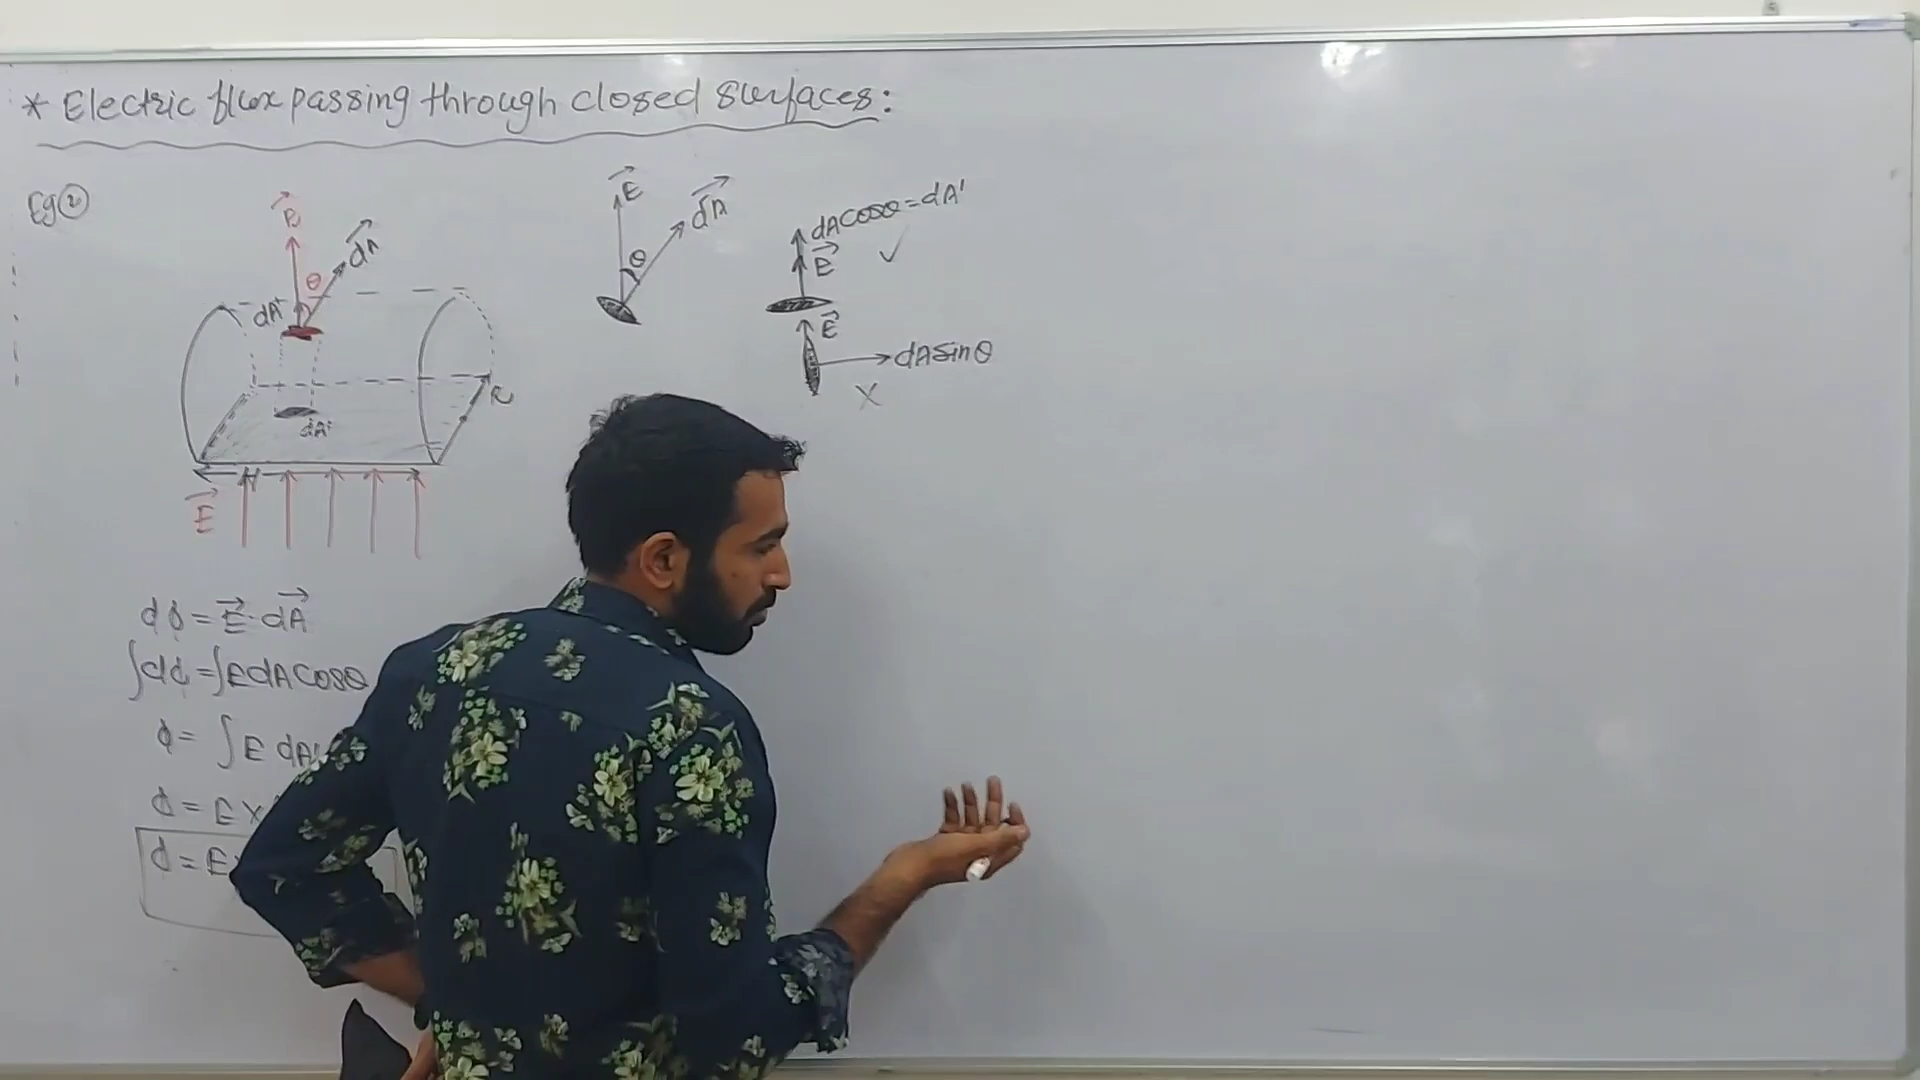 * Electric flux passing through closed surfaces:
Eg②
E
θ
dA
dA'
R
dA'
H
E
E
dA
θ
dAcosθ = dA'
E
✓
E
dAsinθ
X
dϕ = E · dA
∫dϕ = ∫EdAcosθ
ϕ = ∫E dA'
ϕ = E ×
ϕ = E ×